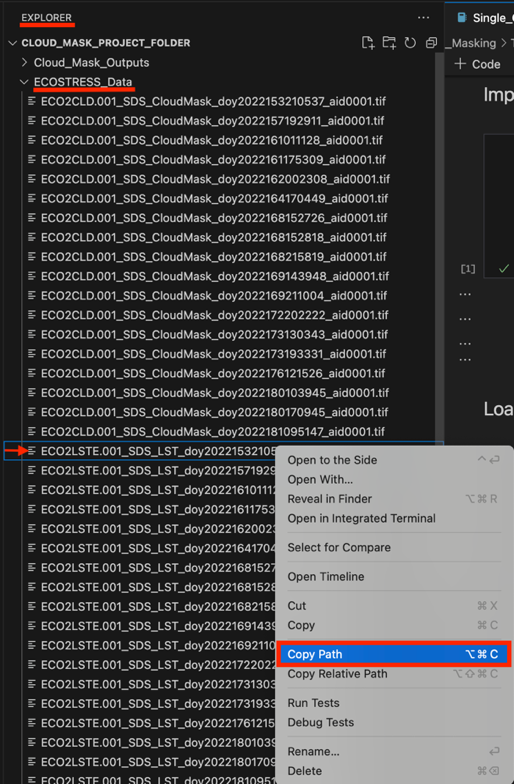 EXPLORER
CLOUD_MASK_PROJECT_FOLDER
Cloud_Mask_Outputs
ECOSTRESS_Data
ECO2CLD.001_SDS_CloudMask_doy2022153210537_aid0001.tif
ECO2CLD.001_SDS_CloudMask_doy2022157192911_aid0001.tif
ECO2CLD.001_SDS_CloudMask_doy2022161011128_aid0001.tif
ECO2CLD.001_SDS_CloudMask_doy2022161175309_aid0001.tif
ECO2CLD.001_SDS_CloudMask_doy2022162002308_aid0001.tif
ECO2CLD.001_SDS_CloudMask_doy2022164170449_aid0001.tif
ECO2CLD.001_SDS_CloudMask_doy2022168152726_aid0001.tif
ECO2CLD.001_SDS_CloudMask_doy2022168152818_aid0001.tif
ECO2CLD.001_SDS_CloudMask_doy2022168215819_aid0001.tif
ECO2CLD.001_SDS_CloudMask_doy2022169143948_aid0001.tif
ECO2CLD.001_SDS_CloudMask_doy2022169211004_aid0001.tif
ECO2CLD.001_SDS_CloudMask_doy2022172202222_aid0001.tif
ECO2CLD.001_SDS_CloudMask_doy2022173130343_aid0001.tif
ECO2CLD.001_SDS_CloudMask_doy2022173193331_aid0001.tif
ECO2CLD.001_SDS_CloudMask_doy2022176121526_aid0001.tif
ECO2CLD.001_SDS_CloudMask_doy2022180103945_aid0001.tif
ECO2CLD.001_SDS_CloudMask_doy2022180170945_aid0001.tif
ECO2CLD.001_SDS_CloudMask_doy2022181095147_aid0001.tif
ECO2LSTE.001_SDS_LST_doy20221532105
ECO2LSTE.001_SDS_LST_doy20221571929
ECO2LSTE.001_SDS_LST_doy202216101112
ECO2LSTE.001_SDS_LST_doy20221611753
ECO2LSTE.001_SDS_LST_doy20221620023
ECO2LSTE.001_SDS_LST_doy20221641704
ECO2LSTE.001_SDS_LST_doy20221681527
ECO2LSTE.001_SDS_LST_doy20221681528
ECO2LSTE.001_SDS_LST_doy20221682158
ECO2LSTE.001_SDS_LST_doy20221691439
ECO2LSTE.001_SDS_LST_doy20221692110
ECO2LSTE.001_SDS_LST_doy20221722022
ECO2LSTE.001_SDS_LST_doy20221731303
ECO2LSTE.001_SDS_LST_doy20221731933
ECO2LSTE.001_SDS_LST_doy20221761215
ECO2LSTE.001_SDS_LST_doy20221801039
ECO2LSTE.001_SDS_LST_doy20221801709
ECO2LSTE.001_SDS_LST_doy20221810951
Open to the Side ^⏎
Open With...
Reveal in Finder ⌥⌘R
Open in Integrated Terminal
Select for Compare
Open Timeline
Cut ⌘X
Copy ⌘C
Copy Path ⌥⌘C
Copy Relative Path ⌥⇧⌘C
Run Tests
Debug Tests
Rename... ⏎
Delete ⌘⌫
Single_
_Masking >
+ Code
Imp
[1]
Loa